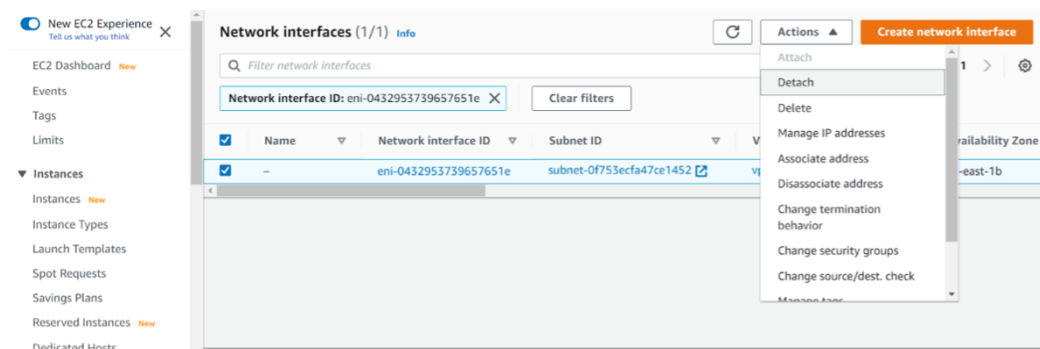 New EC2 Experience
Tell us what you think
EC2 Dashboard New
Events
Tags
Limits
Instances
Instances New
Instance Types
Launch Templates
Spot Requests
Savings Plans
Reserved Instances New
Dedicated Hosts
Network interfaces (1/1) Info
Actions
Create network interface
Filter network interfaces
1
Network interface ID: eni-0432953739657651e
Clear filters
Name Network interface ID Subnet ID
– eni-0432953739657651e subnet-0f753ecfa47ce1452 -east-1b
Attach
Detach
Delete
Manage IP addresses
Associate address
Disassociate address
Change termination
behavior
Change security groups
Change source/dest. check
Manage tags
Zone